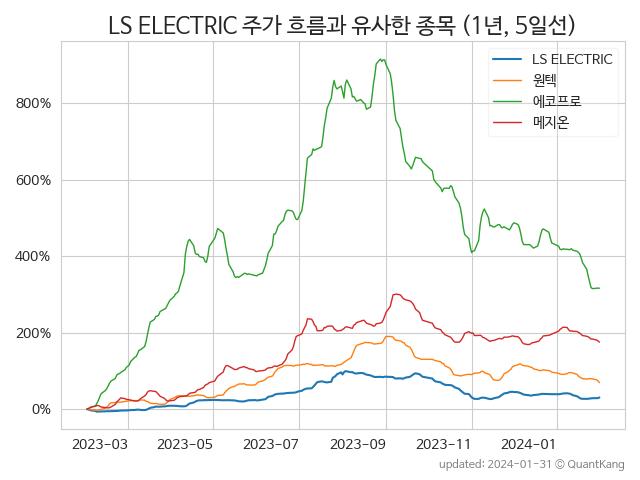 LS ELECTRIC 주가 흐름과 유사한 종목 (1년, 5일선)
LS ELECTRIC
원텍
에코프로
메지온
800%
600%
400%
200%
0%
2023-03 2023-05 2023-07 2023-09 2023-11 2024-01
updated: 2024-01-31 © QuantKang